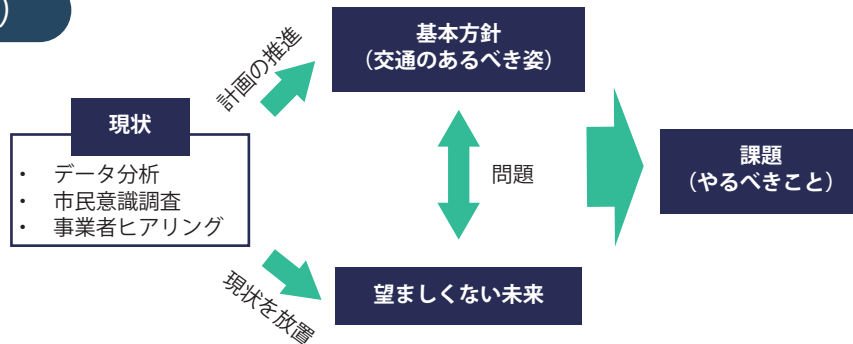 ）
計画の推進
基本方針
（交通のあるべき姿）
現状
・ データ分析
・ 市民意識調査
・ 事業者ヒアリング
問題
課題
（やるべきこと）
現状を放置
望ましくない未来